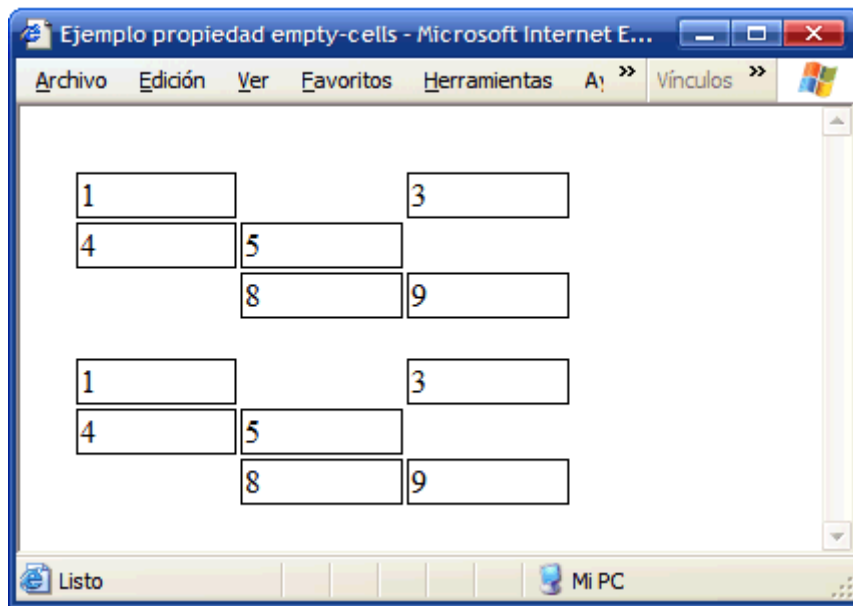 Ejemplo propiedad empty-cells - Microsoft Internet E...
Archivo Edición Ver Favoritos Herramientas Ay » Vínculos »
1 3
4 5
8 9
1 3
4 5
8 9
Listo Mi PC